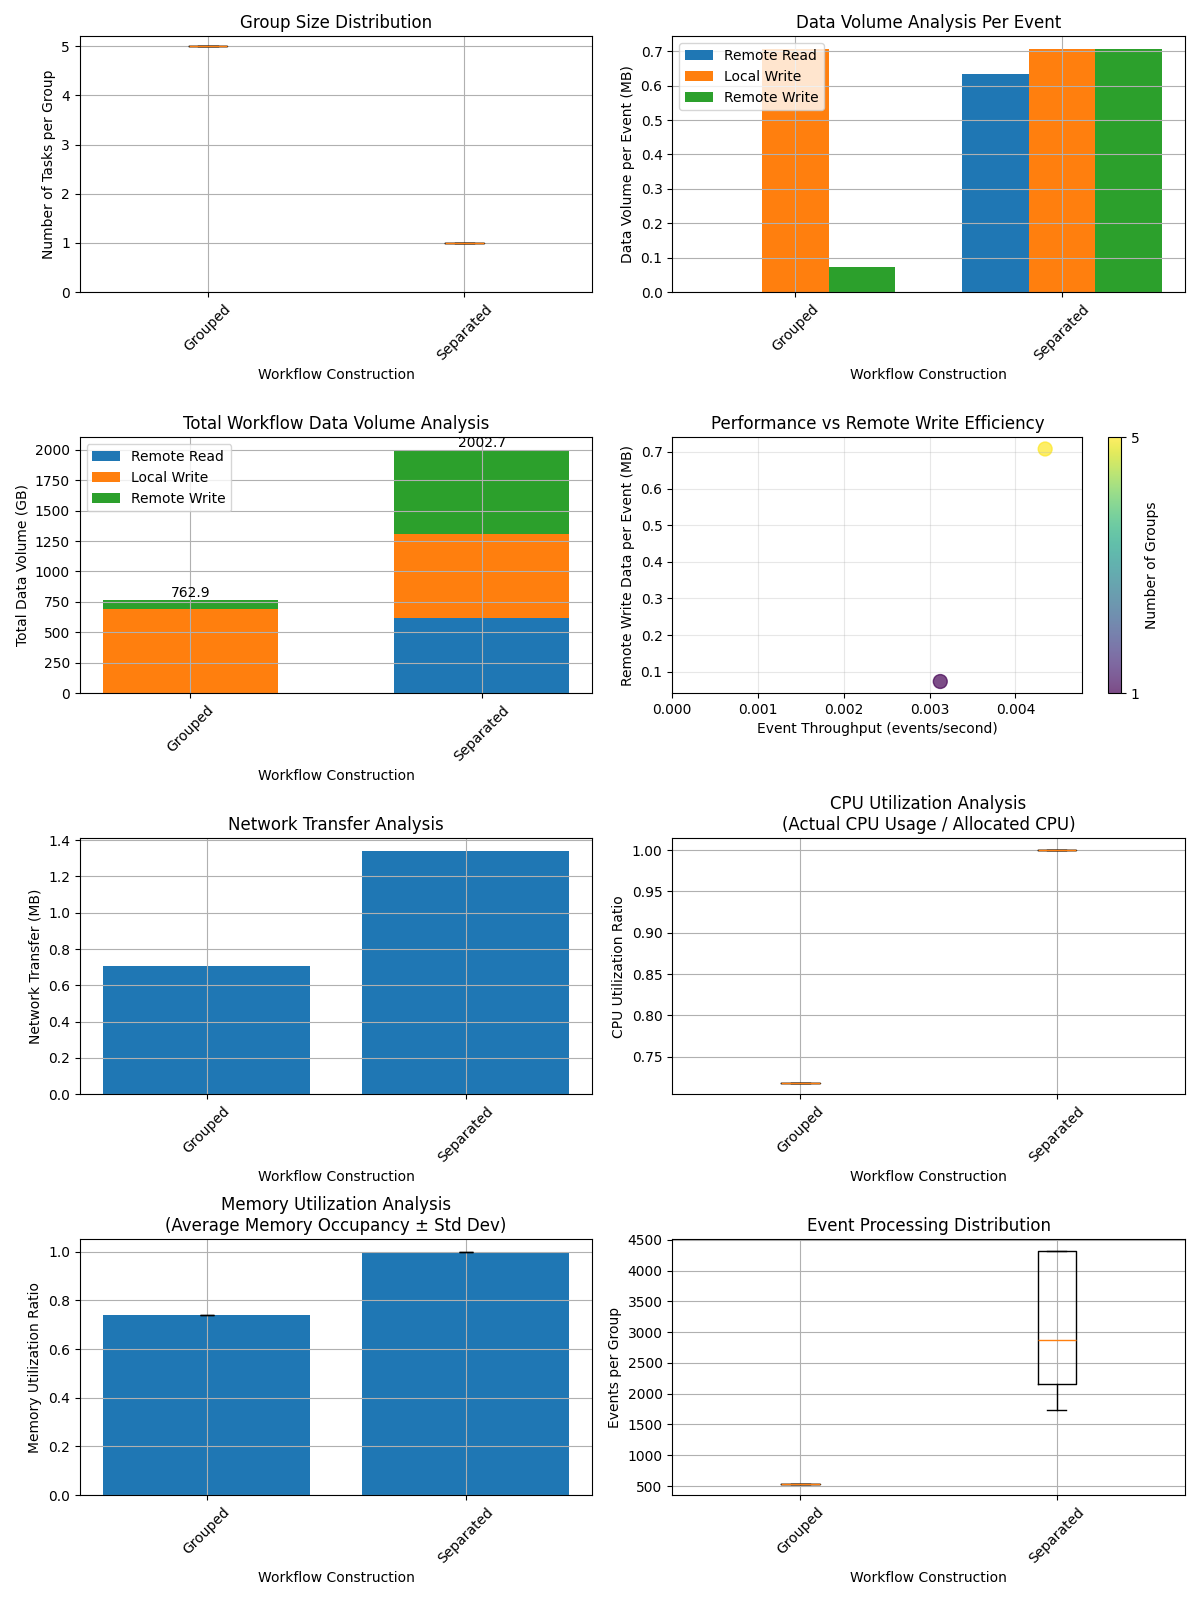 Group Size Distribution
Number of Tasks per Group
5
4
3
2
1
0
Grouped
Separated
Workflow Construction
Data Volume Analysis Per Event
Data Volume per Event (MB)
0.7
0.6
0.5
0.4
0.3
0.2
0.1
0.0
Remote Read
Local Write
Remote Write
Grouped
Separated
Workflow Construction
Total Workflow Data Volume Analysis
Total Data Volume (GB)
2000
1750
1500
1250
1000
750
500
250
0
Remote Read
Local Write
Remote Write
762.9
2002.7
Grouped
Separated
Workflow Construction
Performance vs Remote Write Efficiency
Remote Write Data per Event (MB)
0.7
0.6
0.5
0.4
0.3
0.2
0.1
0.000
0.001
0.002
0.003
0.004
Event Throughput (events/second)
5
1
Number of Groups
Network Transfer Analysis
Network Transfer (MB)
1.4
1.2
1.0
0.8
0.6
0.4
0.2
0.0
Grouped
Separated
Workflow Construction
CPU Utilization Analysis
(Actual CPU Usage / Allocated CPU)
CPU Utilization Ratio
1.00
0.95
0.90
0.85
0.80
0.75
Grouped
Separated
Workflow Construction
Memory Utilization Analysis
(Average Memory Occupancy ± Std Dev)
Memory Utilization Ratio
1.0
0.8
0.6
0.4
0.2
0.0
Grouped
Separated
Workflow Construction
Event Processing Distribution
Events per Group
4500
4000
3500
3000
2500
2000
1500
1000
500
Grouped
Separated
Workflow Construction